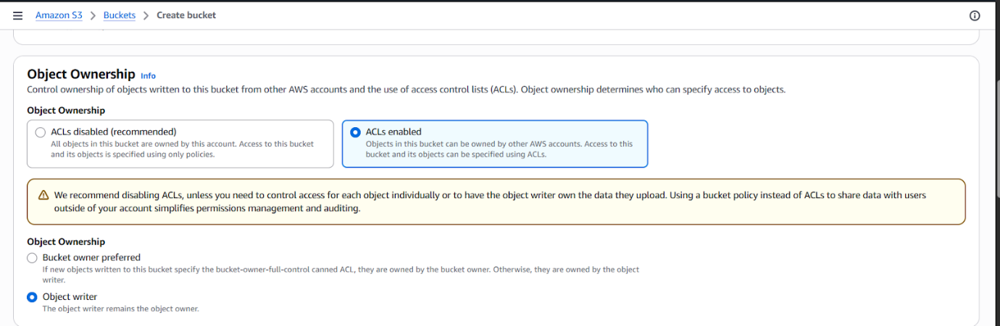 Amazon S3 > Buckets > Create bucket
Object Ownership Info
Control ownership of objects written to this bucket from other AWS accounts and the use of access control lists (ACLs). Object ownership determines who can specify access to objects.
Object Ownership
ACLs disabled (recommended)
All objects in this bucket are owned by this account. Access to this bucket
and its objects is specified using only policies.
ACLs enabled
Objects in this bucket can be owned by other AWS accounts. Access to this
bucket and its objects can be specified using ACLs.
We recommend disabling ACLs, unless you need to control access for each object individually or to have the object writer own the data they upload. Using a bucket policy instead of ACLs to share data with users
outside of your account simplifies permissions management and auditing.
Object Ownership
Bucket owner preferred
If new objects written to this bucket specify the bucket-owner-full-control canned ACL, they are owned by the bucket owner. Otherwise, they are owned by the object
writer.
Object writer
The object writer remains the object owner.